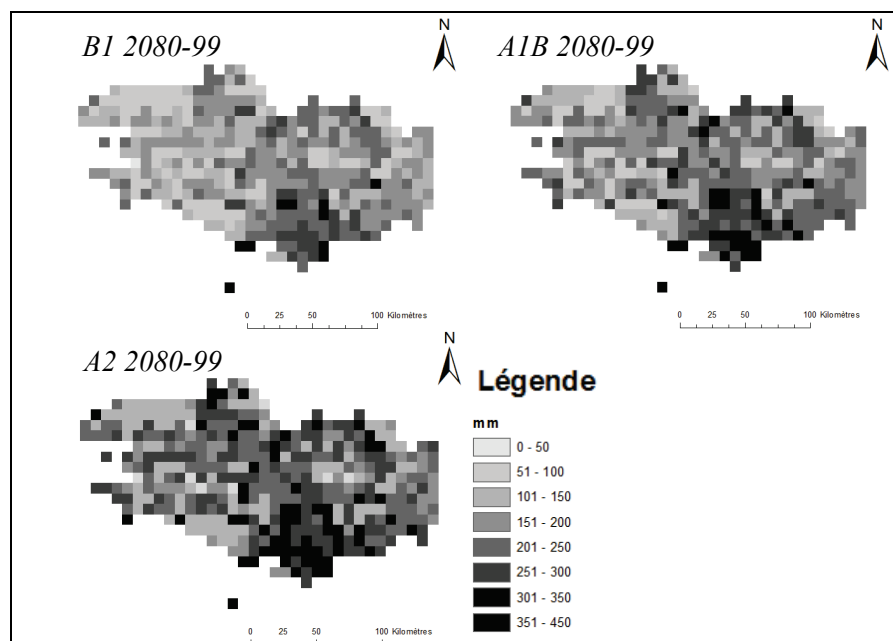 B1 2080-99
N
0 25 50 100 Kilomètres
A1B 2080-99
N
0 25 50 100 Kilomètres
A2 2080-99
N
0 25 50 100 Kilomètres
Légende
mm
0 - 50
51 - 100
101 - 150
151 - 200
201 - 250
251 - 300
301 - 350
351 - 450